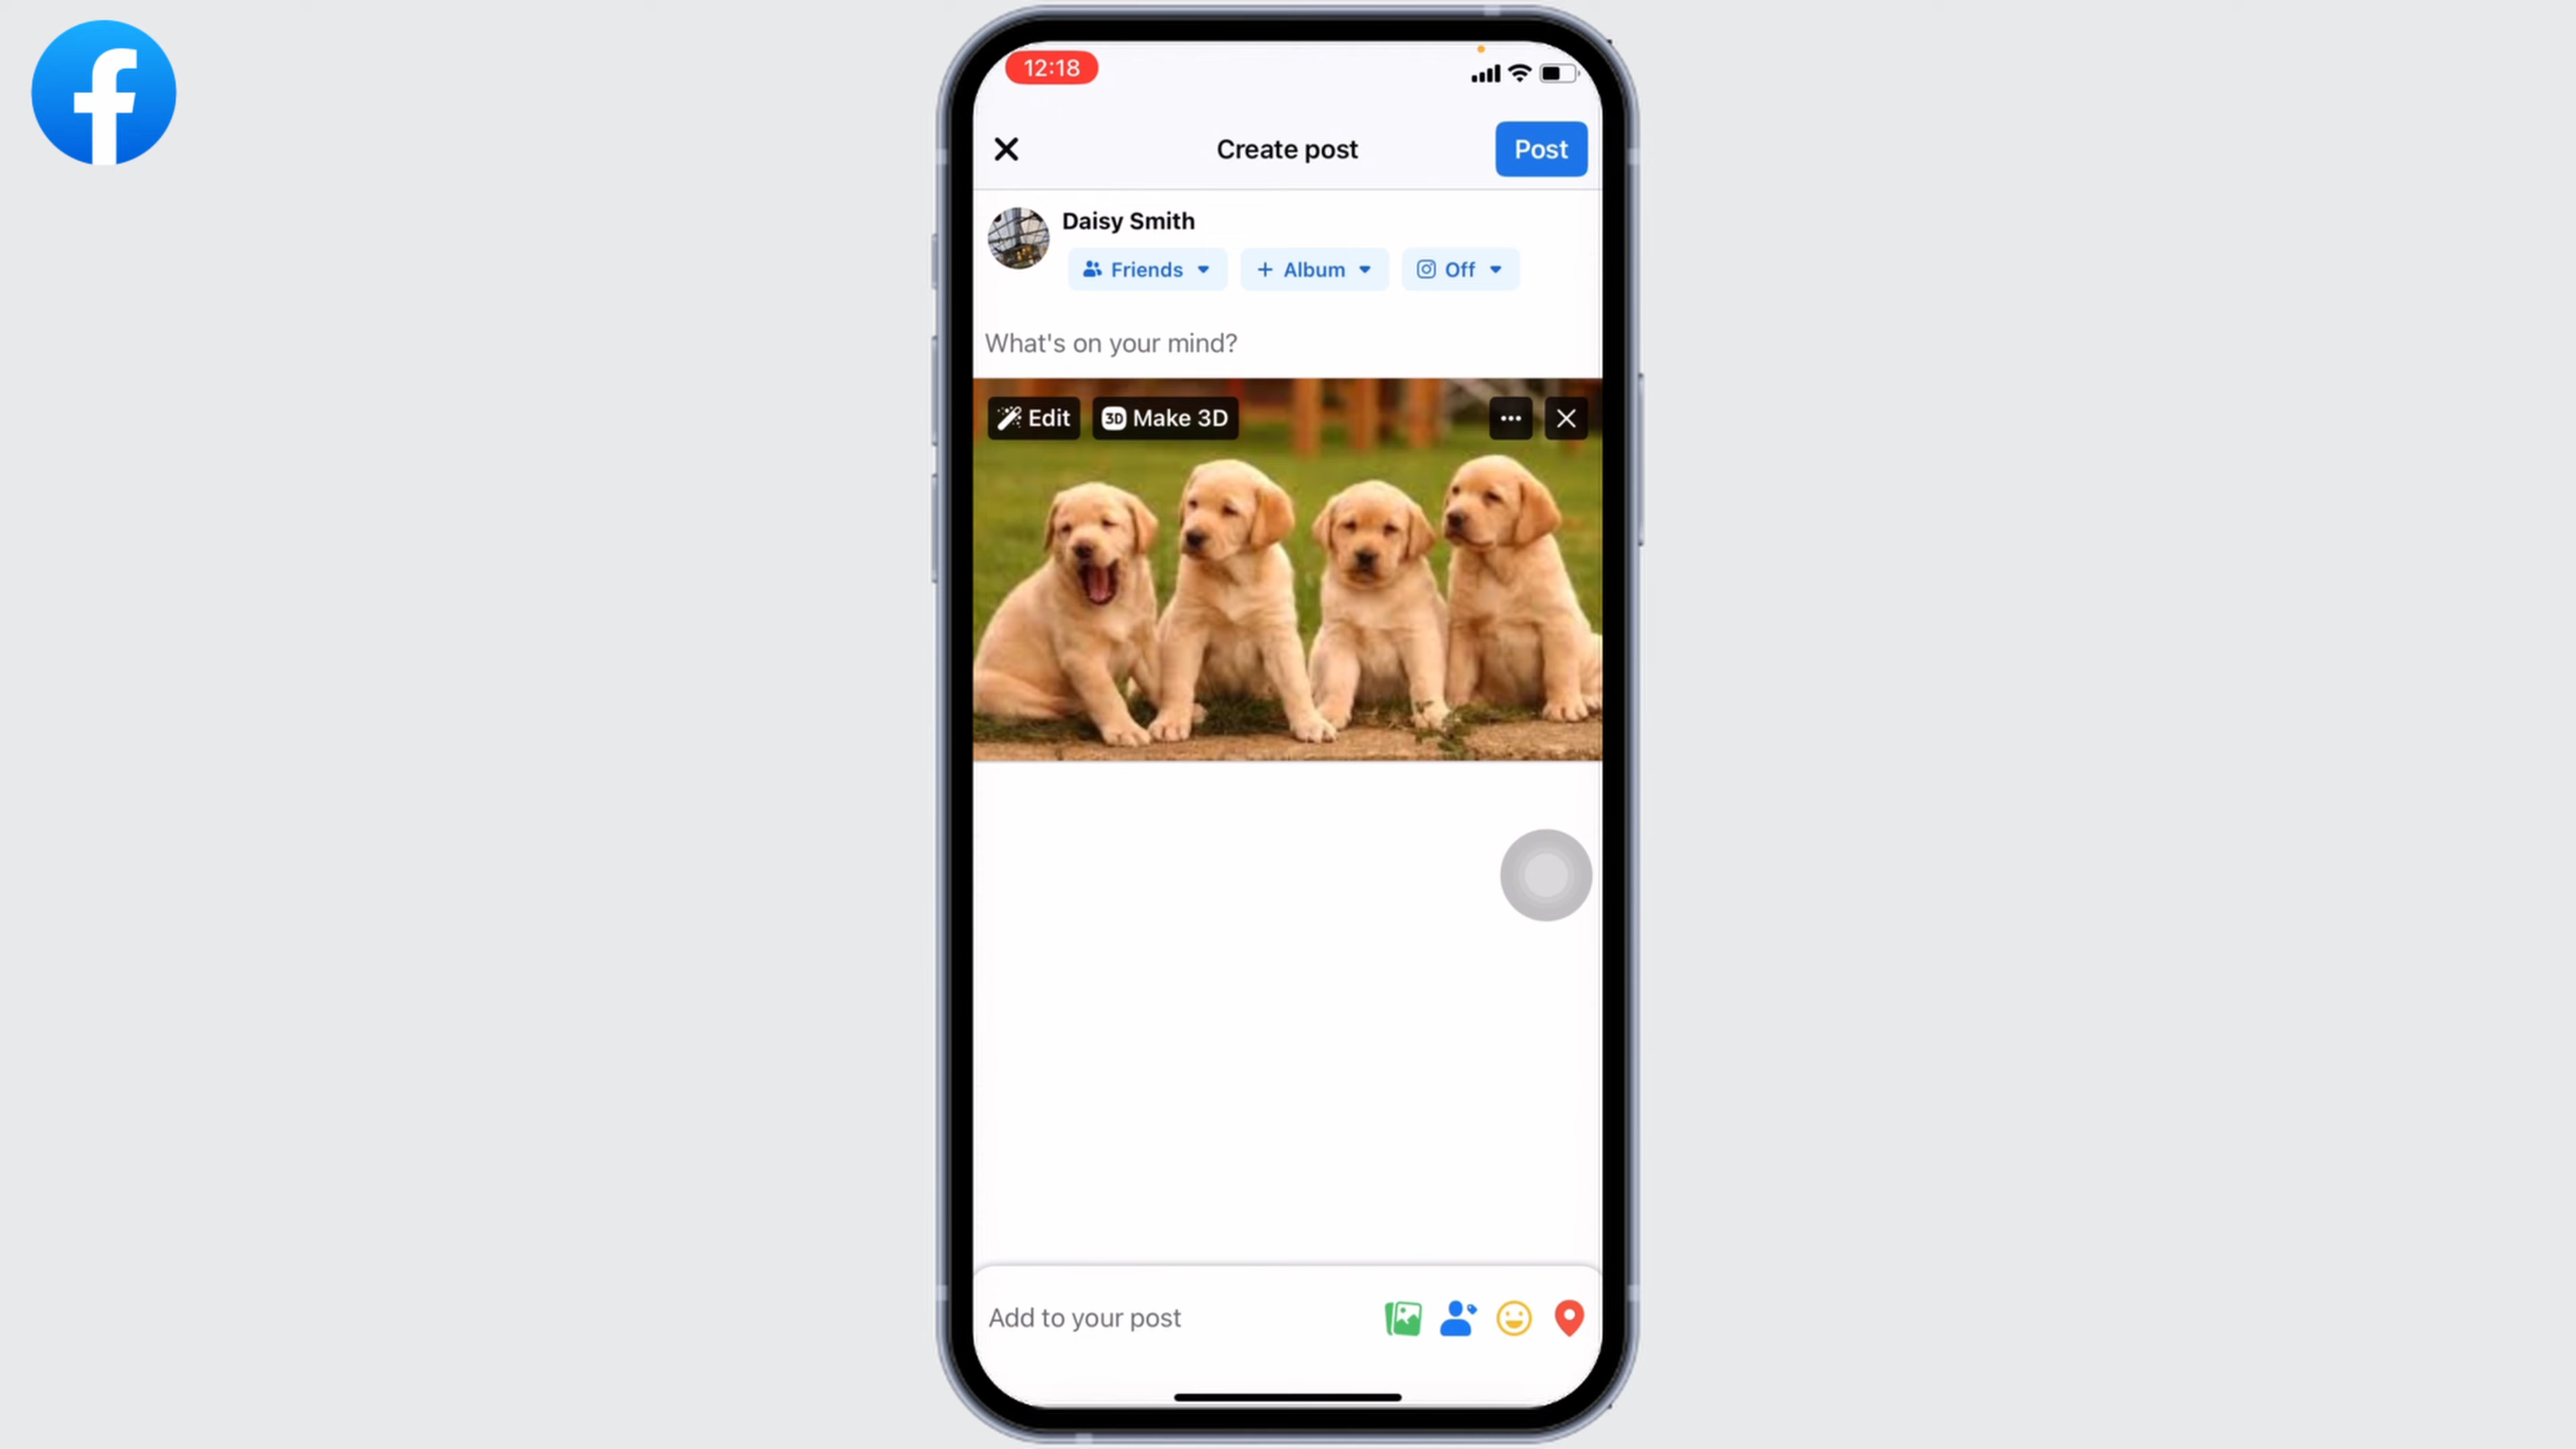 12:18
Create post
Post
Daisy Smith
Friends
+ Album
Off
What's on your mind?
Edit
3D Make 3D
Add to your post